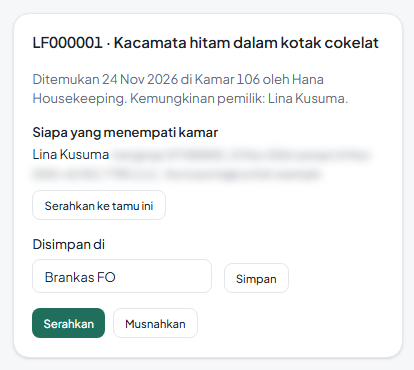 LF000001 · Kacamata hitam dalam kotak cokelat
Ditemukan 24 Nov 2026 di Kamar 106 oleh Hana
Housekeeping. Kemungkinan pemilik: Lina Kusuma.
Siapa yang menempati kamar
Lina Kusuma
Serahkan ke tamu ini
Disimpan di
Brankas FO
Simpan
Serahkan
Musnahkan